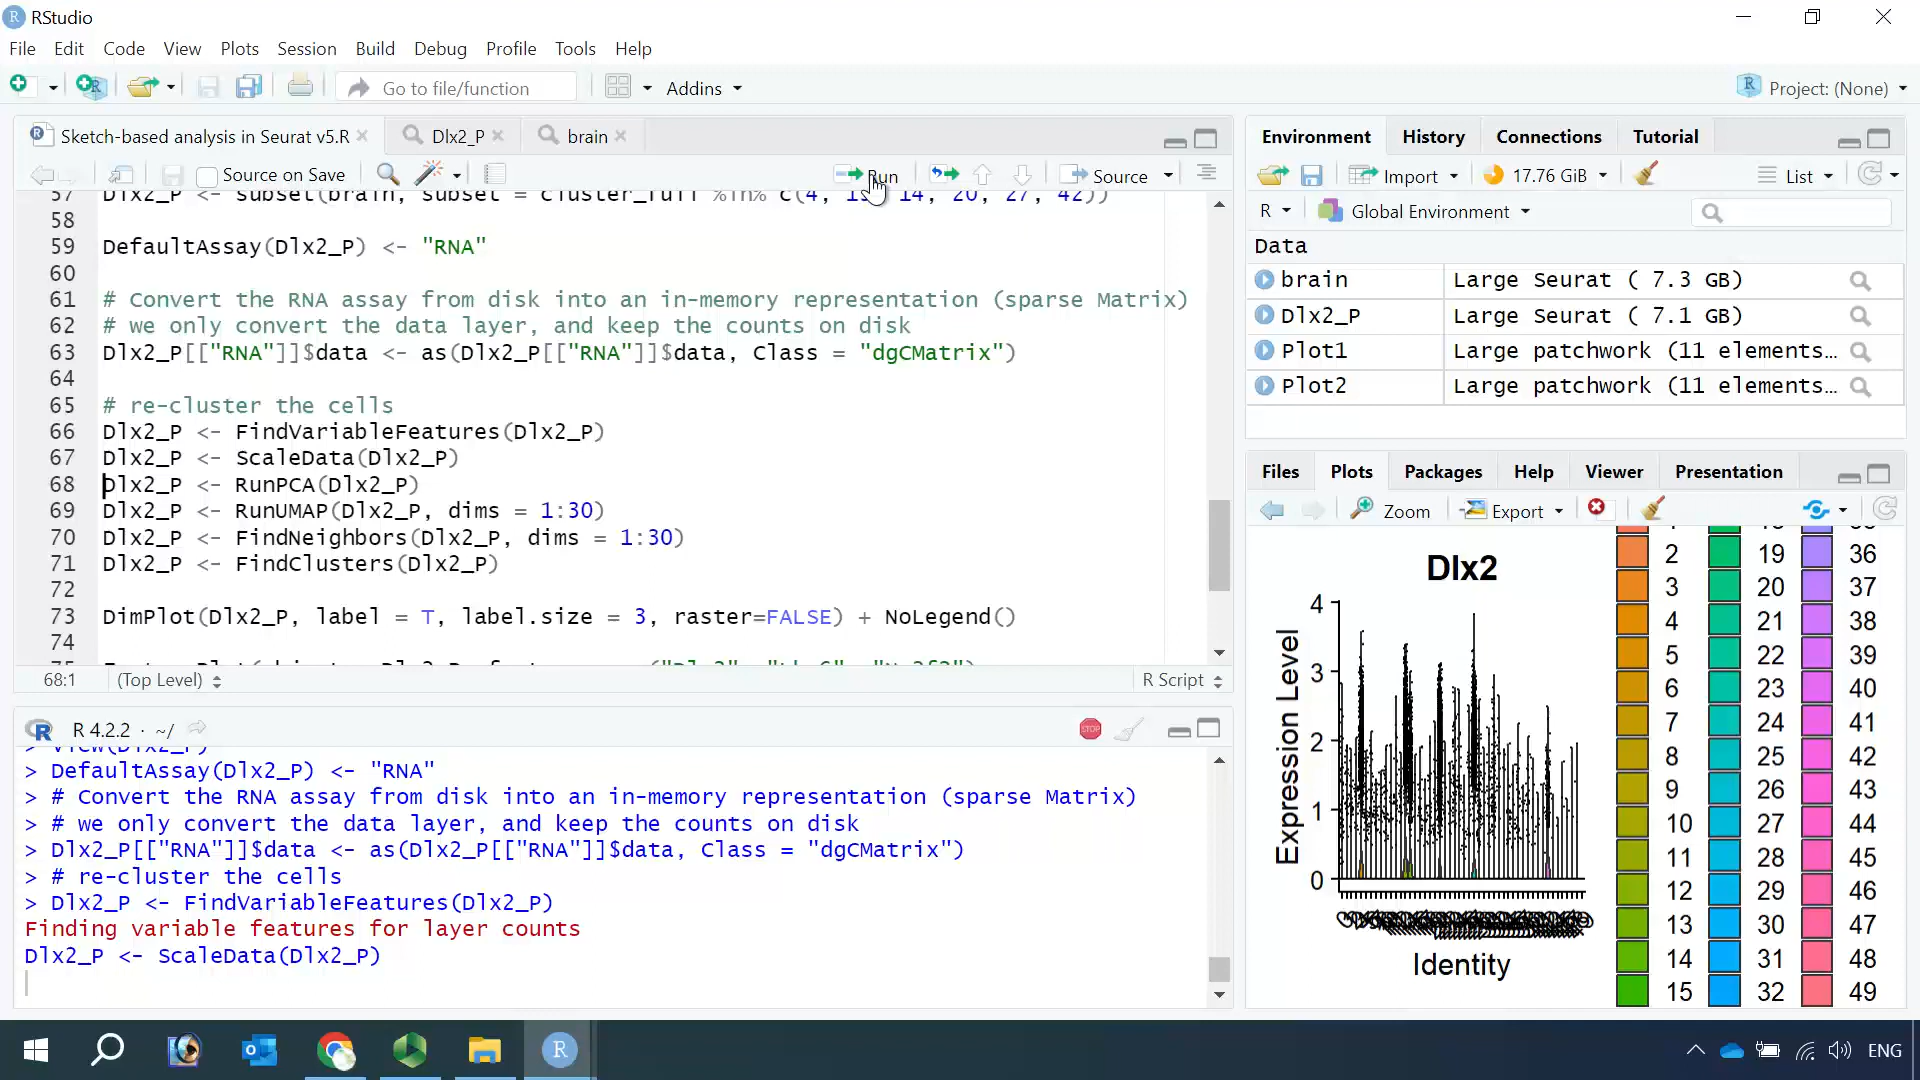 RStudio
File Edit Code View Plots Session Build Debug Profile Tools Help
Go to file/function Addins Project: (None)
Sketch-based analysis in Seurat v5.R Dlx2_P brain
Source on Save Run Source
57 Dlx2_P <- subset(brain, subset = cluster_full %in% c(4, 14, 20, 27, 42))
58
59 DefaultAssay(Dlx2_P) <- "RNA"
60
61 # Convert the RNA assay from disk into an in-memory representation (sparse Matrix)
62 # we only convert the data layer, and keep the counts on disk
63 Dlx2_P[["RNA"]]$data <- as(Dlx2_P[["RNA"]]$data, Class = "dgCMatrix")
64
65 # re-cluster the cells
66 Dlx2_P <- FindVariableFeatures(Dlx2_P)
67 Dlx2_P <- ScaleData(Dlx2_P)
68 Dlx2_P <- RunPCA(Dlx2_P)
69 Dlx2_P <- RunUMAP(Dlx2_P, dims = 1:30)
70 Dlx2_P <- FindNeighbors(Dlx2_P, dims = 1:30)
71 Dlx2_P <- FindClusters(Dlx2_P)
72
73 DimPlot(Dlx2_P, label = T, label.size = 3, raster=FALSE) + NoLegend()
74
68:1 (Top Level) R Script
R 4.2.2 · ~/
> View(Dlx2_P)
> DefaultAssay(Dlx2_P) <- "RNA"
> # Convert the RNA assay from disk into an in-memory representation (sparse Matrix)
> # we only convert the data layer, and keep the counts on disk
> Dlx2_P[["RNA"]]$data <- as(Dlx2_P[["RNA"]]$data, Class = "dgCMatrix")
> # re-cluster the cells
> Dlx2_P <- FindVariableFeatures(Dlx2_P)
Finding variable features for layer counts
Dlx2_P <- ScaleData(Dlx2_P)
Environment History Connections Tutorial
Import 17.76 GiB List
R Global Environment
Data
brain Large Seurat ( 7.3 GB)
Dlx2_P Large Seurat ( 7.1 GB)
Plot1 Large patchwork (11 elements…
Plot2 Large patchwork (11 elements…
Files Plots Packages Help Viewer Presentation
Zoom Export
Dlx2
Expression Level
4
3
2
1
0
Identity
2 19 36
3 20 37
4 21 38
5 22 39
6 23 40
7 24 41
8 25 42
9 26 43
10 27 44
11 28 45
12 29 46
13 30 47
14 31 48
15 32 49
ENG